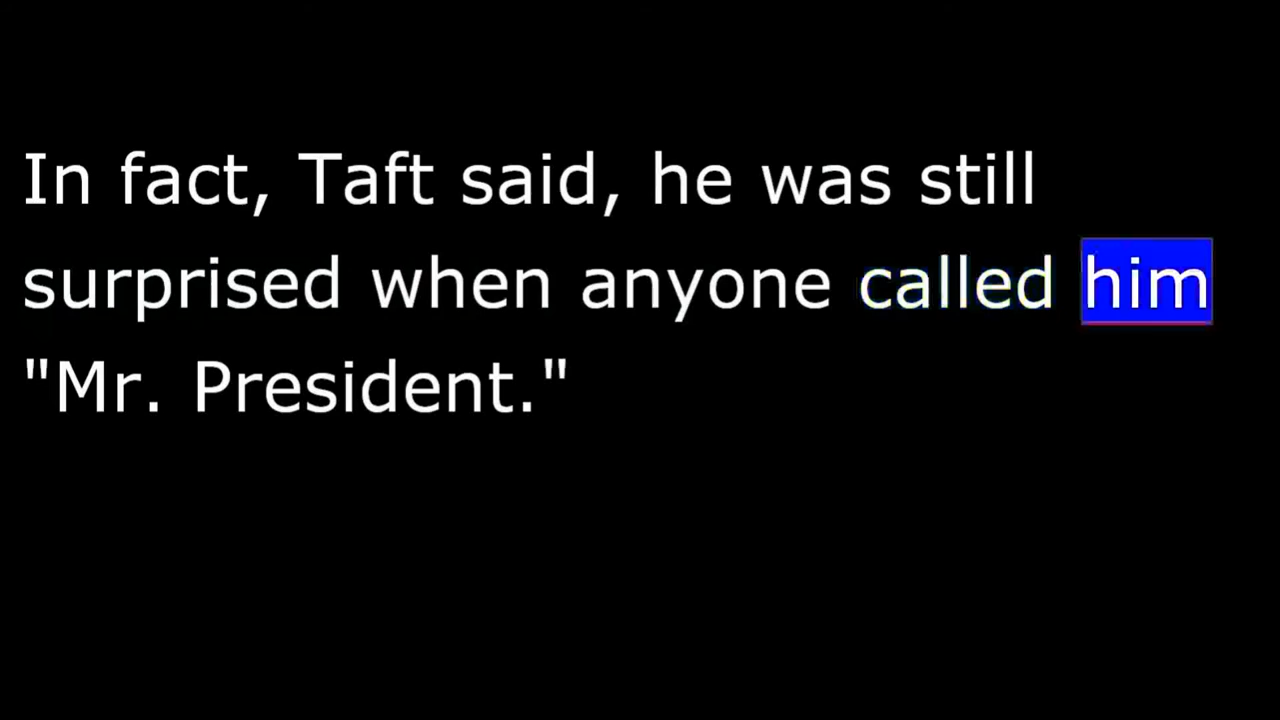 In fact, Taft said, he was still
surprised when anyone called him
"Mr. President."